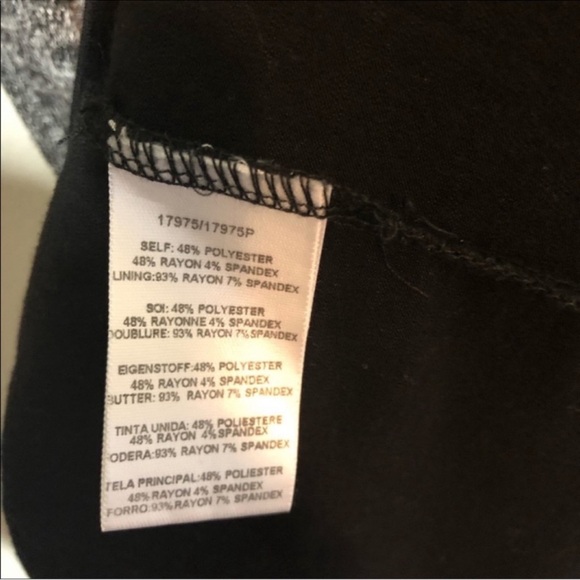 17975/17975P
SELF: 48% POLYESTER
48% RAYON 4% SPANDEX
LINING:93% RAYON 7% SPANDEX
SOI: 48% POLYESTER
48% RAYONNE 4% SPANDEX
DOUBLURE: 93% RAYON 7% SPANDEX
EIGENSTOFF:48% POLYESTER
48% RAYON 4% SPANDEX
BUTTER: 93% RAYON 7% SPANDEX
TINTA UNIDA: 48% POLIESTERE
48% RAYON 4%SPANDEX
ODERA:93% RAYON 7% SPANDEX
TELA PRINCIPAL:48% POLIESTER
48% RAYON 4% SPANDEX
FORRO:93%RAYON 7% SPANDEX